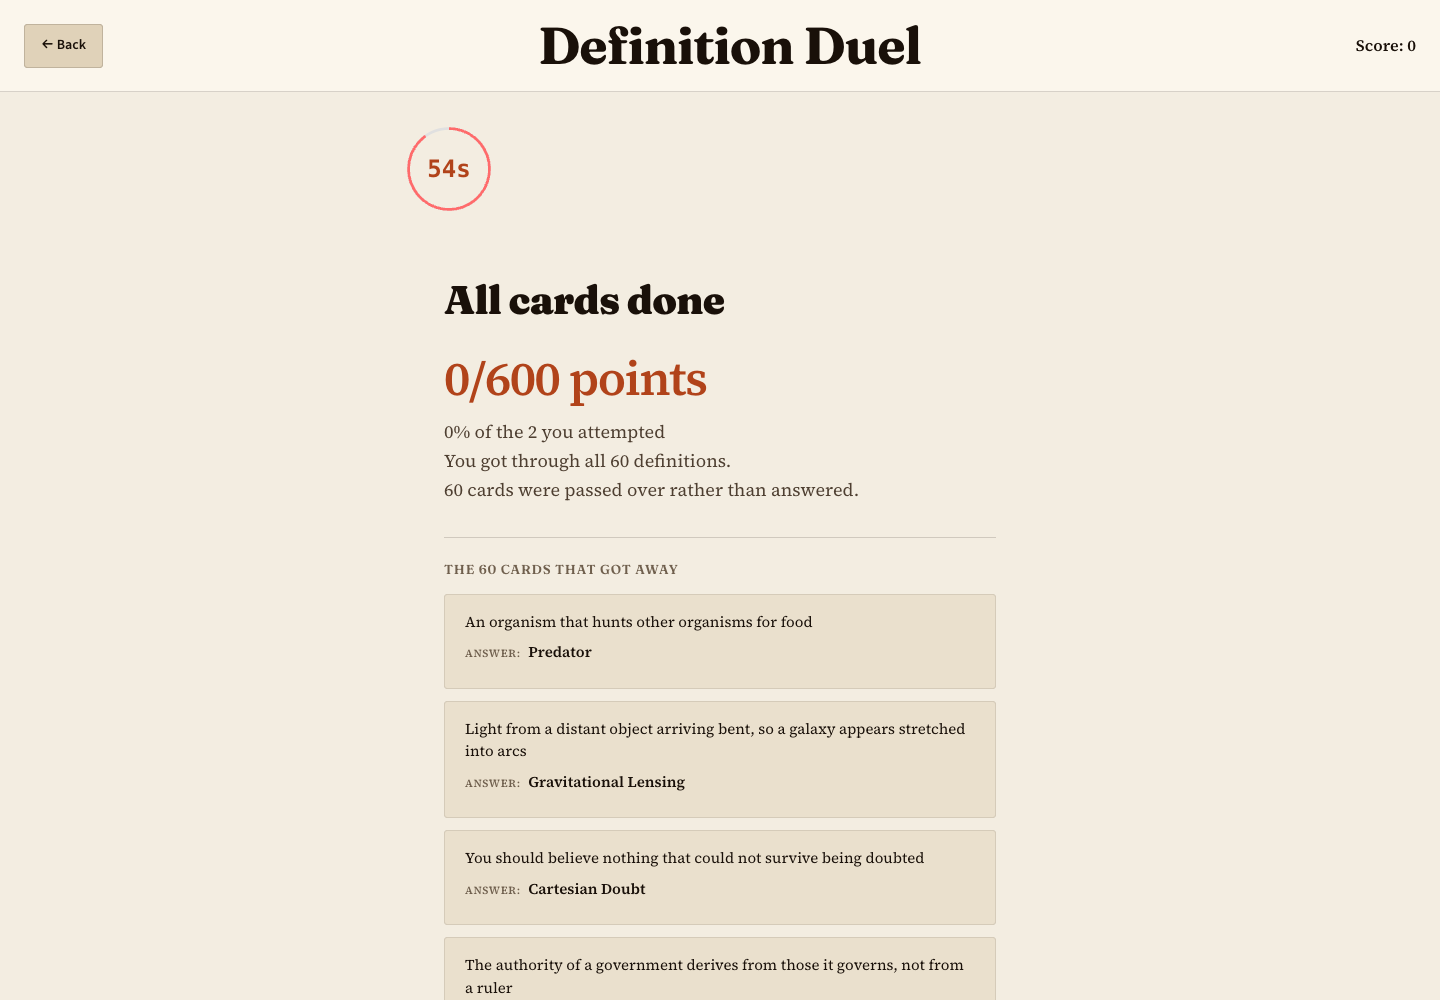 ← Back
Definition Duel
Score: 0
54s
All cards done
0/600 points
0% of the 2 you attempted
You got through all 60 definitions.
60 cards were passed over rather than answered.
THE 60 CARDS THAT GOT AWAY
An organism that hunts other organisms for food
ANSWER: Predator
Light from a distant object arriving bent, so a galaxy appears stretched
into arcs
ANSWER: Gravitational Lensing
You should believe nothing that could not survive being doubted
ANSWER: Cartesian Doubt
The authority of a government derives from those it governs, not from
a ruler